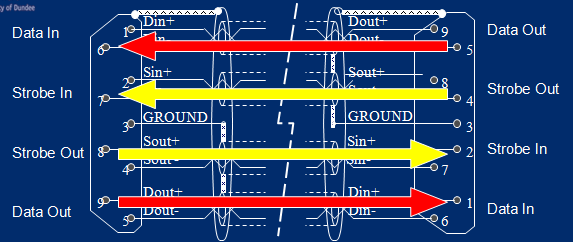 ty of Dundee
Din+ Dout+
Data In 1 9 Data Out
6 5
2 Sin+ Sout+ 8
Strobe In Strobe Out
7 4
3 GROUND GROUND 3
8 Sout+ Sin+ 2
Strobe Out Strobe In
4 Sout- Sin- 7
9 Dout+ Din+ 1
Data Out Data In
5 Dout- Din- 6